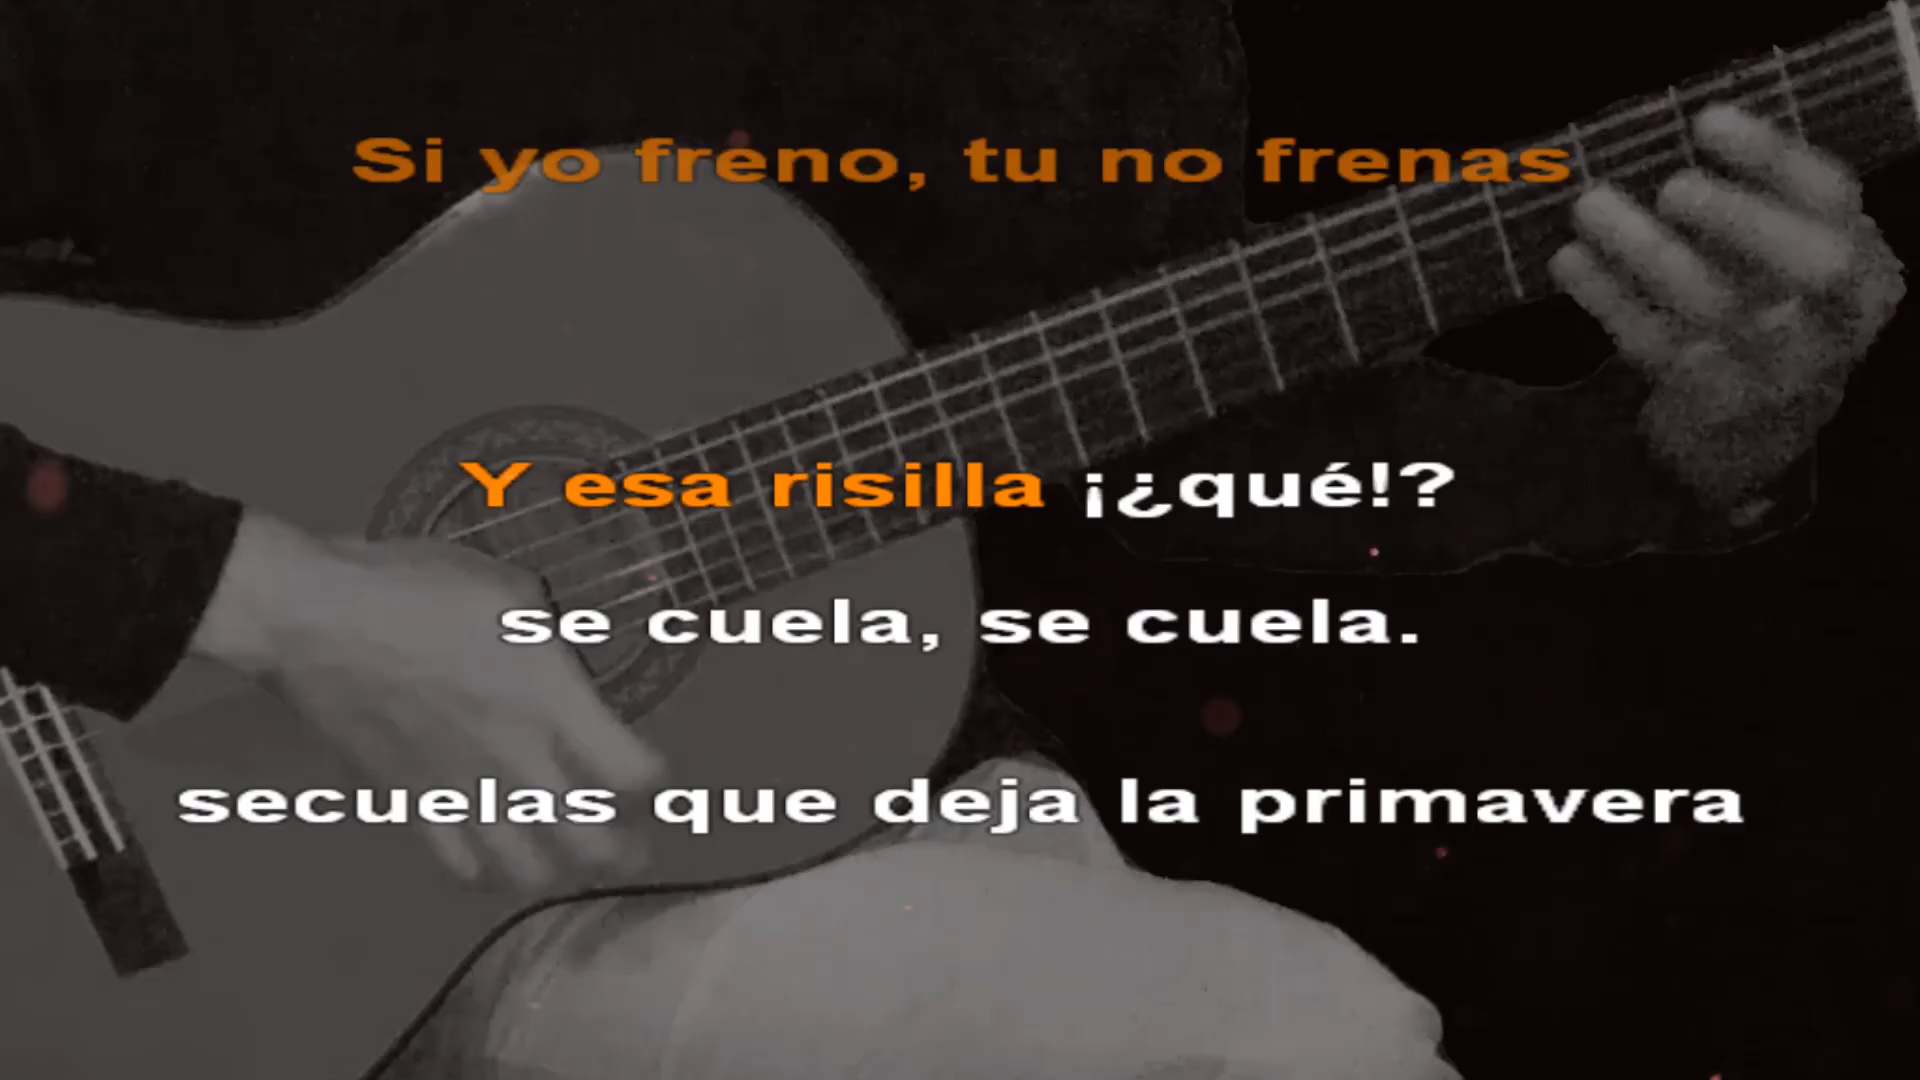 Si yo freno, tu no frenas
Y esa risilla ¡¿qué!?
se cuela, se cuela.
secuelas que deja la primavera